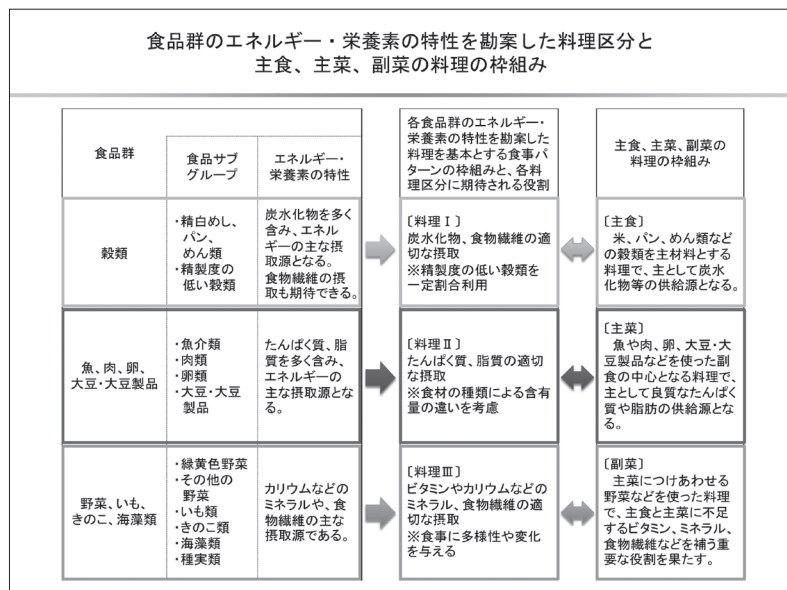 食品群のエネルギー・栄養素の特性を勘案した料理区分と
主食、主菜、副菜の料理の枠組み
食品群
食品サブ
グループ
エネルギー・
栄養素の特性
各食品群のエネルギー・
栄養素の特性を勘案した
料理を基本とする食事パ
ターンの枠組みと、各料
理区分に期待される役割
主食、主菜、副菜の
料理の枠組み
穀類
・精白めし、
パン、
めん類
・精製度の
低い穀類
炭水化物を多く
含み、エネル
ギーの主な摂
取源となる。
食物繊維の摂
取も期待できる。
〔料理Ⅰ〕
炭水化物、食物繊維の適
切な摂取
※精製度の低い穀類を
一定割合利用
〔主食〕
米、パン、めん類など
の穀類を主材料とする
料理で、主として炭水
化物等の供給源となる。
魚、肉、卵、
大豆・大豆製品
・魚介類
・肉類
・卵類
・大豆・大豆
製品
たんぱく質、脂
質を多く含み、
エネルギーの
主な摂取源とな
る。
〔料理Ⅱ〕
たんぱく質、脂質の適切
な摂取
※食材の種類による含有
量の違いを考慮
〔主菜〕
魚や肉、卵、大豆・大
豆製品などを使った副
食の中心となる料理で、
主として良質なたんぱく
質や脂肪の供給源とな
る。
野菜、いも、
きのこ、海藻類
・緑黄色野菜
・その他の
野菜
・いも類
・きのこ類
・海藻類
・種実類
カリウムなどの
ミネラルや、食
物繊維の主な
摂取源である。
〔料理Ⅲ〕
ビタミンやカリウムなどの
ミネラル、食物繊維の適
切な摂取
※食事に多様性や変化
を与える
〔副菜〕
主菜につけあわせる
野菜などを使った料理
で、主食と主菜に不足
するビタミン、ミネラル、
食物繊維などを補う重
要な役割を果たす。